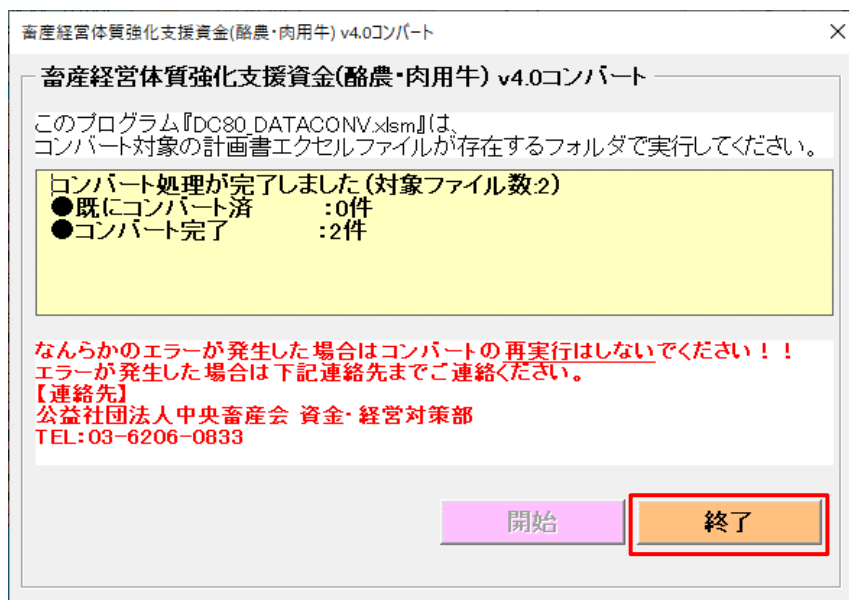 畜産経営体質強化支援資金(酪農・肉用牛) v4.0コンバート
畜産経営体質強化支援資金(酪農・肉用牛) v4.0コンバート
このプログラム『DC80_DATACONV.xlsm』は、
コンバート対象の計画書エクセルファイルが存在するフォルダで実行してください。
コンバート処理が完了しました(対象ファイル数:2)
●既にコンバート済 :0件
●コンバート完了 :2件
なんらかのエラーが発生した場合はコンバートの再実行はしないでください!!
エラーが発生した場合は下記連絡先までご連絡ください。
【連絡先】
公益社団法人中央畜産会 資金・経営対策部
TEL:03-6206-0833
開始 終了